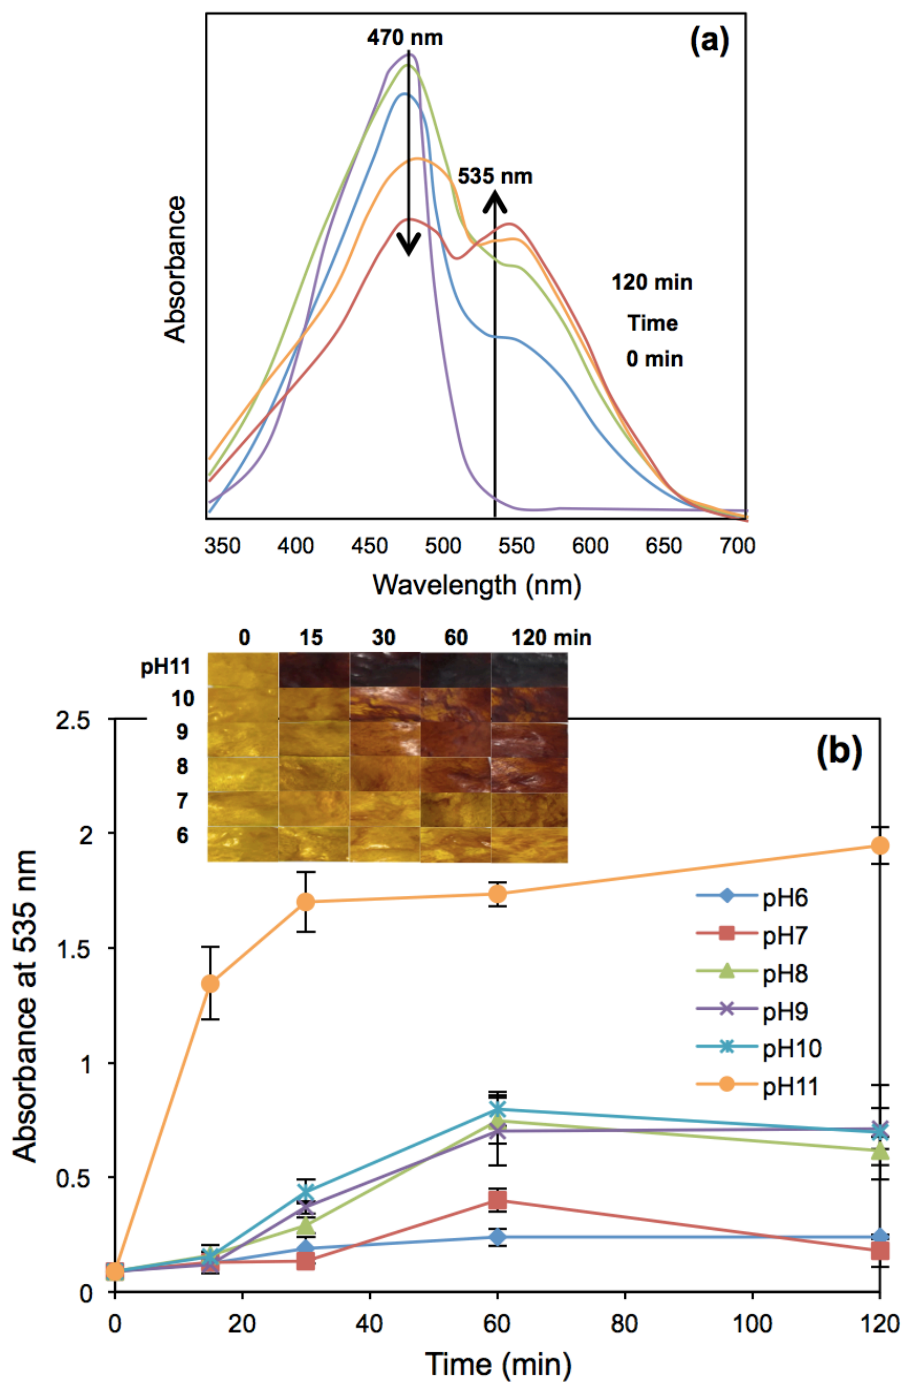 470 nm
(a)
535 nm
120 min
Time
0 min
Absorbance
350 400 450 500 550 600 650 700
Wavelength (nm)
0 15 30 60 120 min
pH11
10
9
8
7
6
(b)
2.5
2
1.5
1
0.5
0
Absorbance at 535 nm
pH6
pH7
pH8
pH9
pH10
pH11
0 20 40 60 80 100 120
Time (min)